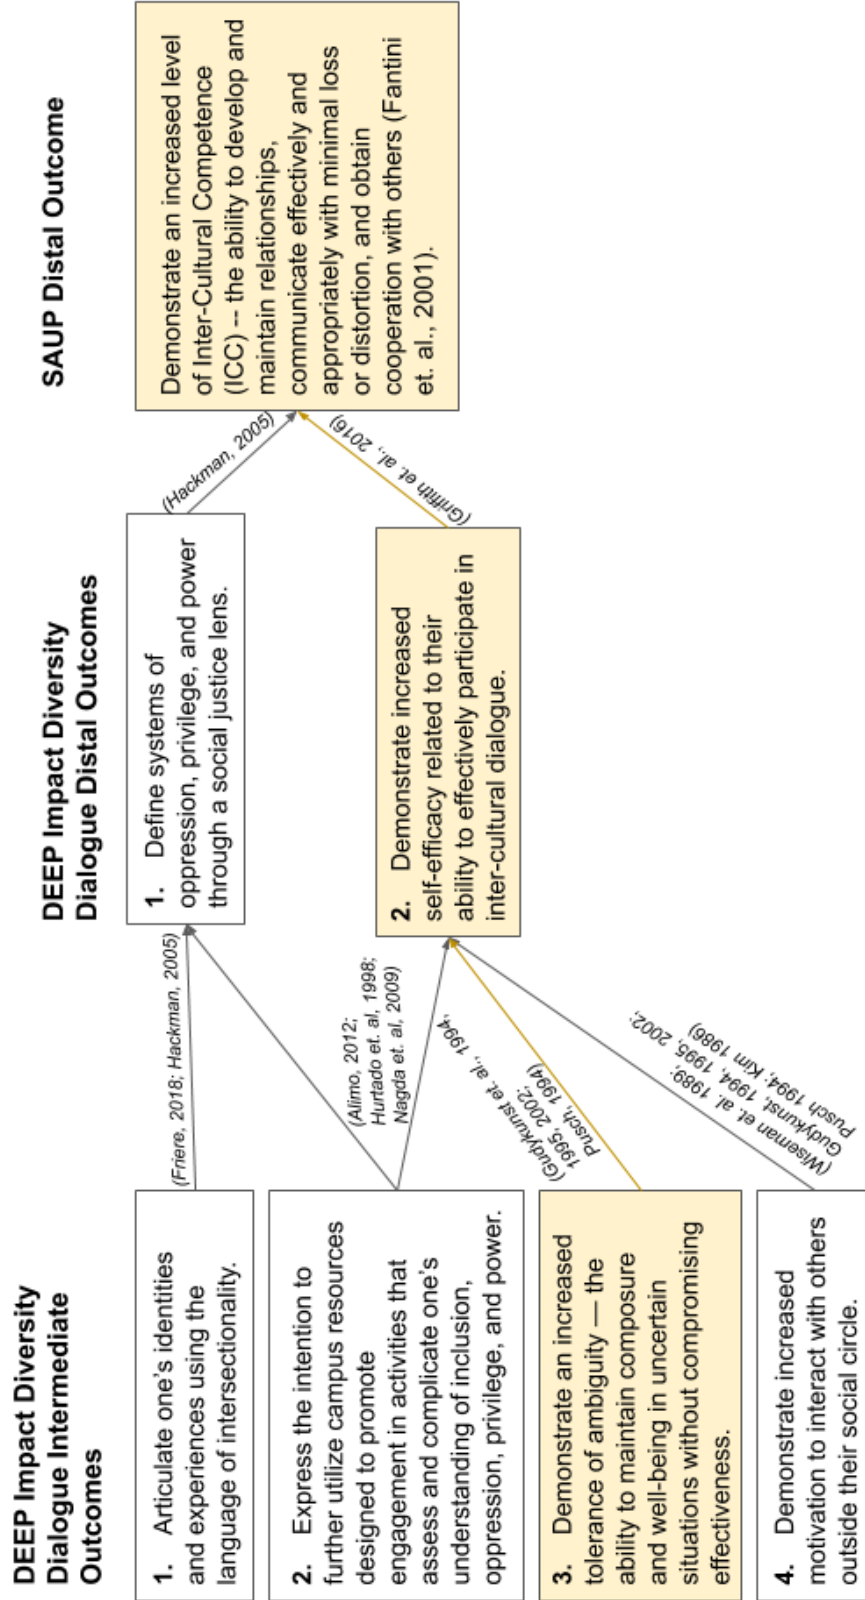 DEEP Impact Diversity
Dialogue Intermediate
Outcomes
1. Articulate one's identities
and experiences using the
language of intersectionality.
2. Express the intention to
further utilize campus resources
designed to promote
engagement in activities that
assess and complicate one's
understanding of inclusion,
oppression, privilege, and power.
3. Demonstrate an increased
tolerance of ambiguity — the
ability to maintain composure
and well-being in uncertain
situations without compromising
effectiveness.
4. Demonstrate increased
motivation to interact with others
outside their social circle.
(Friere, 2018; Hackman, 2005)
(Alimo, 2012;
Hurtado et. al, 1998;
Nagda et. al, 2009)
(Gudykunst et. al., 1994,
1995, 2002;
Pusch, 1994)
(Wiseman et. al. 1989;
Gudykunst, 1994, 1995, 2002;
Pusch 1994; Kim 1986)
DEEP Impact Diversity
Dialogue Distal Outcomes
1. Define systems of
oppression, privilege, and power
through a social justice lens.
2. Demonstrate increased
self-efficacy related to their
ability to effectively participate in
inter-cultural dialogue.
(Hackman, 2005)
(Griffith et. al., 2016)
SAUP Distal Outcome
Demonstrate an increased level
of Inter-Cultural Competence
(ICC) -- the ability to develop and
maintain relationships,
communicate effectively and
appropriately with minimal loss
or distortion, and obtain
cooperation with others (Fantini
et. al., 2001).